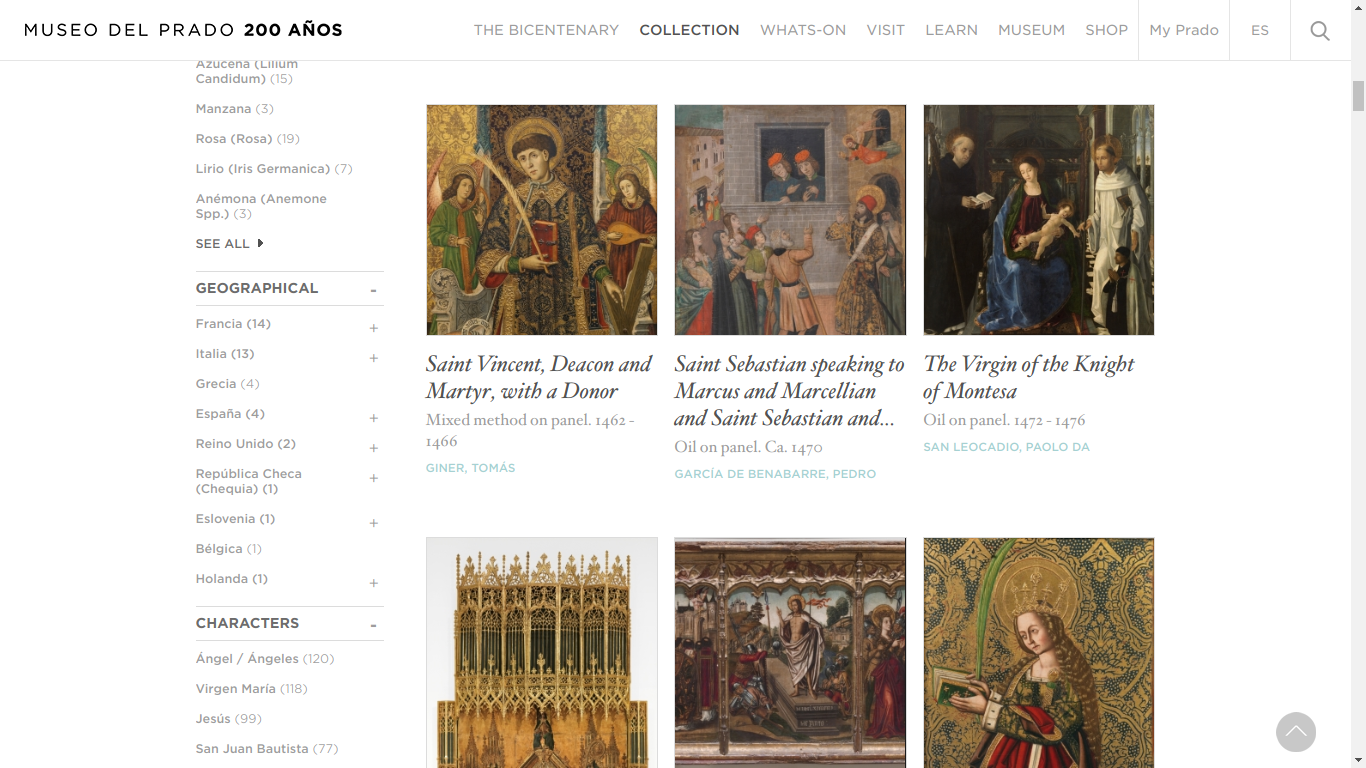 MUSEO DEL PRADO 200 AÑOS
THE BICENTENARY
COLLECTION
WHATS-ON
VISIT
LEARN
MUSEUM
SHOP
My Prado
ES
Azucena (Lilium
Candidum) (15)
Manzana (3)
Rosa (Rosa) (19)
Lirio (Iris Germanica) (7)
Anémona (Anemone
Spp.) (3)
SEE ALL
GEOGRAPHICAL -
Francia (14) +
Italia (13) +
Grecia (4)
España (4) +
Reino Unido (2) +
República Checa
(Chequia) (1) +
Eslovenia (1) +
Bélgica (1)
Holanda (1) +
CHARACTERS -
Ángel / Ángeles (120)
Virgen María (118)
Jesús (99)
San Juan Bautista (77)
Saint Vincent, Deacon and
Martyr, with a Donor
Mixed method on panel. 1462 -
1466
GINER, TOMÁS
Saint Sebastian speaking to
Marcus and Marcellian
and Saint Sebastian and...
Oil on panel. Ca. 1470
GARCÍA DE BENABARRE, PEDRO
The Virgin of the Knight
of Montesa
Oil on panel. 1472 - 1476
SAN LEOCADIO, PAOLO DA